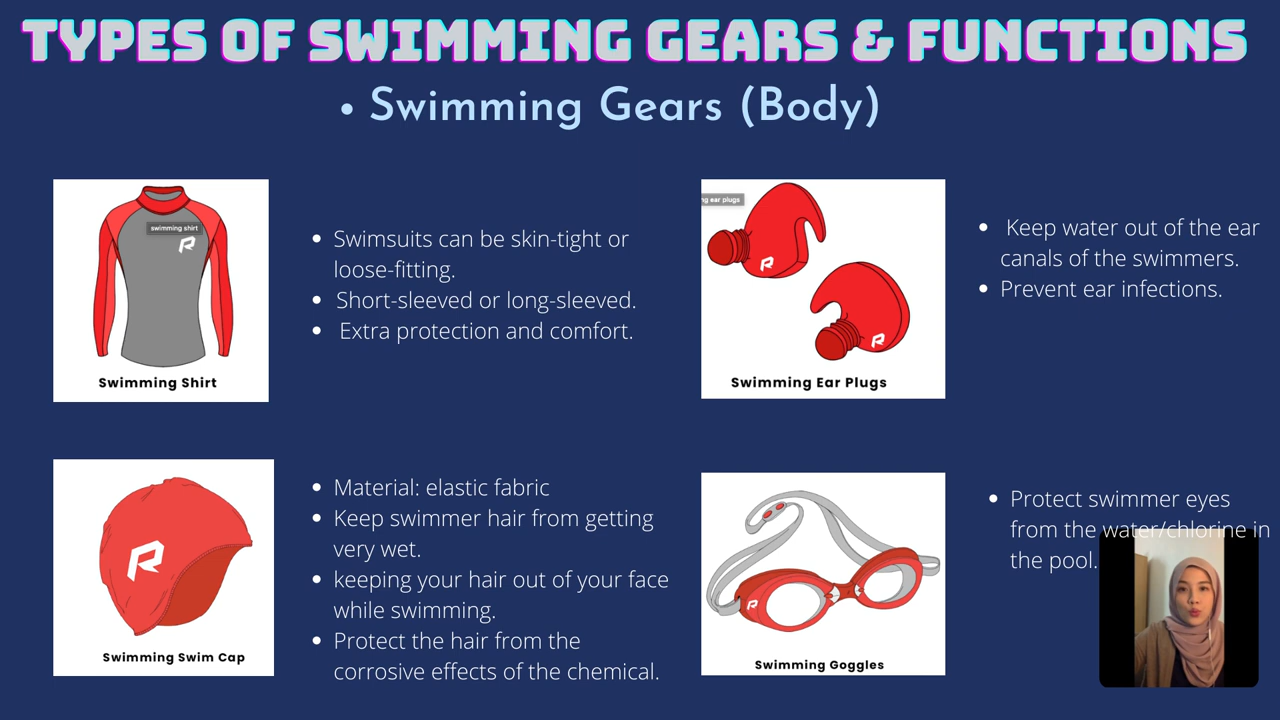 TYPES OF SWIMMING GEARS & FUNCTIONS
• Swimming Gears (Body)
swimming shirt
R
Swimming Shirt
• Swimsuits can be skin-tight or
loose-fitting.
• Short-sleeved or long-sleeved.
• Extra protection and comfort.
ng ear plugs
R
R
Swimming Ear Plugs
• Keep water out of the ear
canals of the swimmers.
• Prevent ear infections.
R
Swimming Swim Cap
• Material: elastic fabric
• Keep swimmer hair from getting
very wet.
• keeping your hair out of your face
while swimming.
• Protect the hair from the
corrosive effects of the chemical.
R
Swimming Goggles
• Protect swimmer eyes
from the water/chlorine in
the pool.